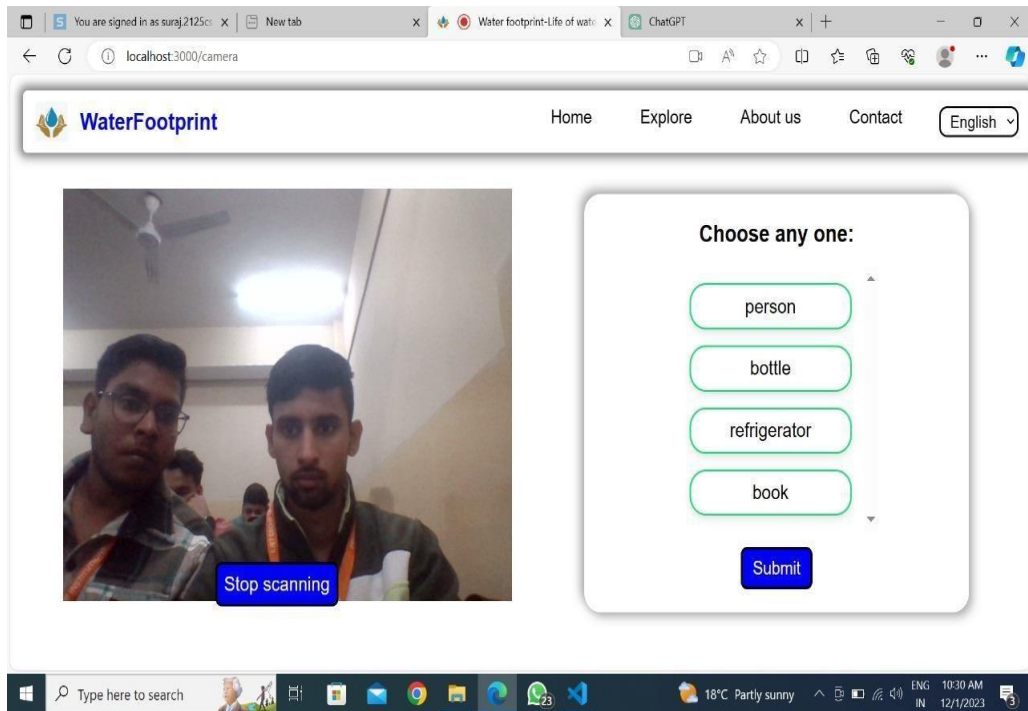 You are signed in as suraj.2125cs
New tab
Water footprint-Life of wate
ChatGPT
localhost:3000/camera
WaterFootprint
Home Explore About us Contact English
Choose any one:
person
bottle
refrigerator
book
Stop scanning
Submit
Type here to search
23
18°C Partly sunny
ENG
IN
10:30 AM
12/1/2023
3